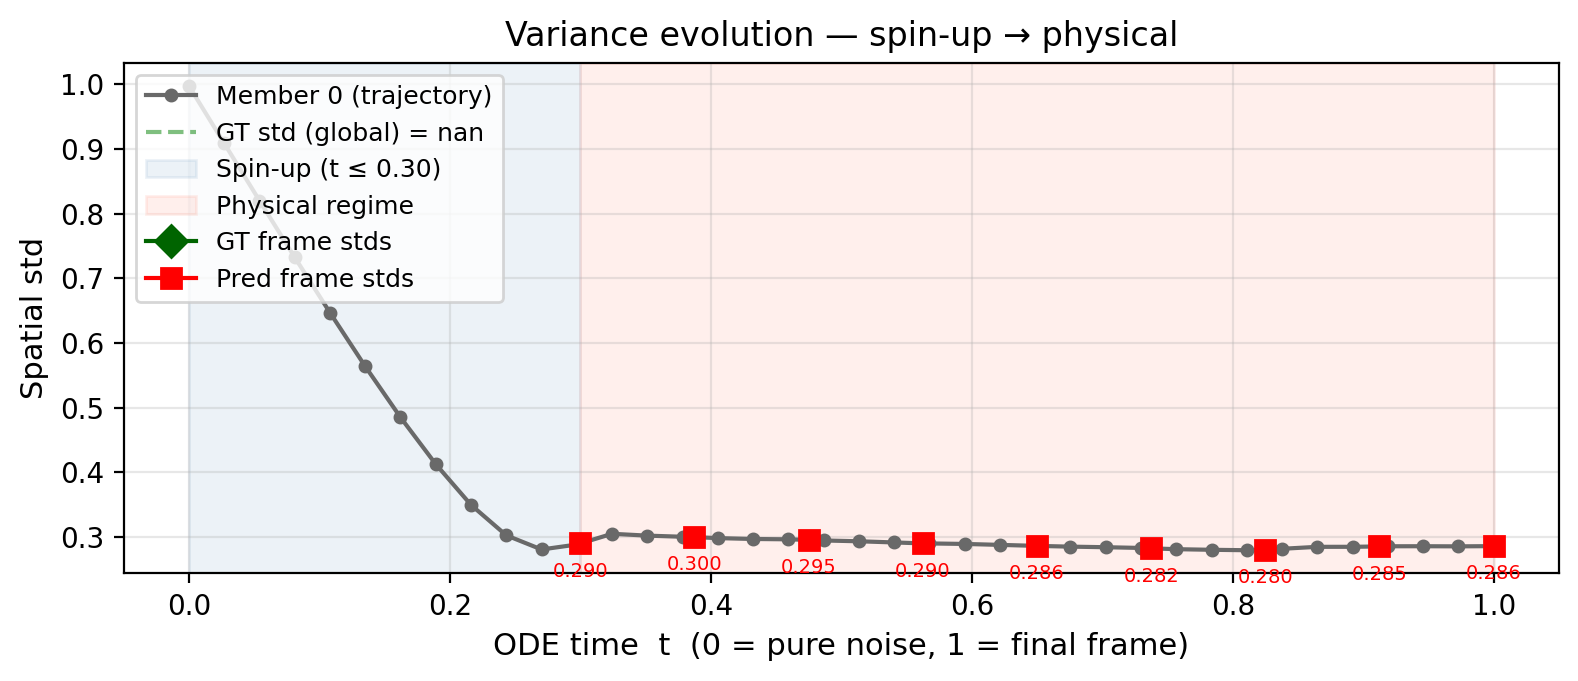 Variance evolution — spin-up → physical
Spatial std
1.0
0.9
0.8
0.7
0.6
0.5
0.4
0.3
Member 0 (trajectory)
GT std (global) = nan
Spin-up (t ≤ 0.30)
Physical regime
GT frame stds
Pred frame stds
0.290
0.300
0.295
0.290
0.286
0.282
0.280
0.285
0.286
0.0
0.2
0.4
0.6
0.8
1.0
ODE time  t  (0 = pure noise, 1 = final frame)